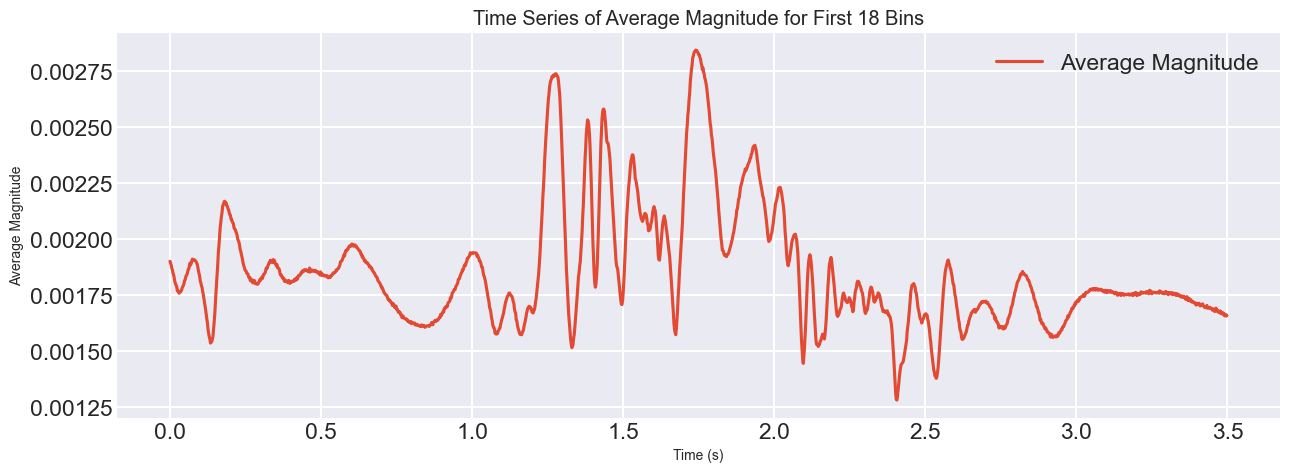 Time Series of Average Magnitude for First 18 Bins
Average Magnitude
0.00275
0.00250
0.00225
0.00200
0.00175
0.00150
0.00125
Average Magnitude
0.0 0.5 1.0 1.5 2.0 2.5 3.0 3.5
Time (s)